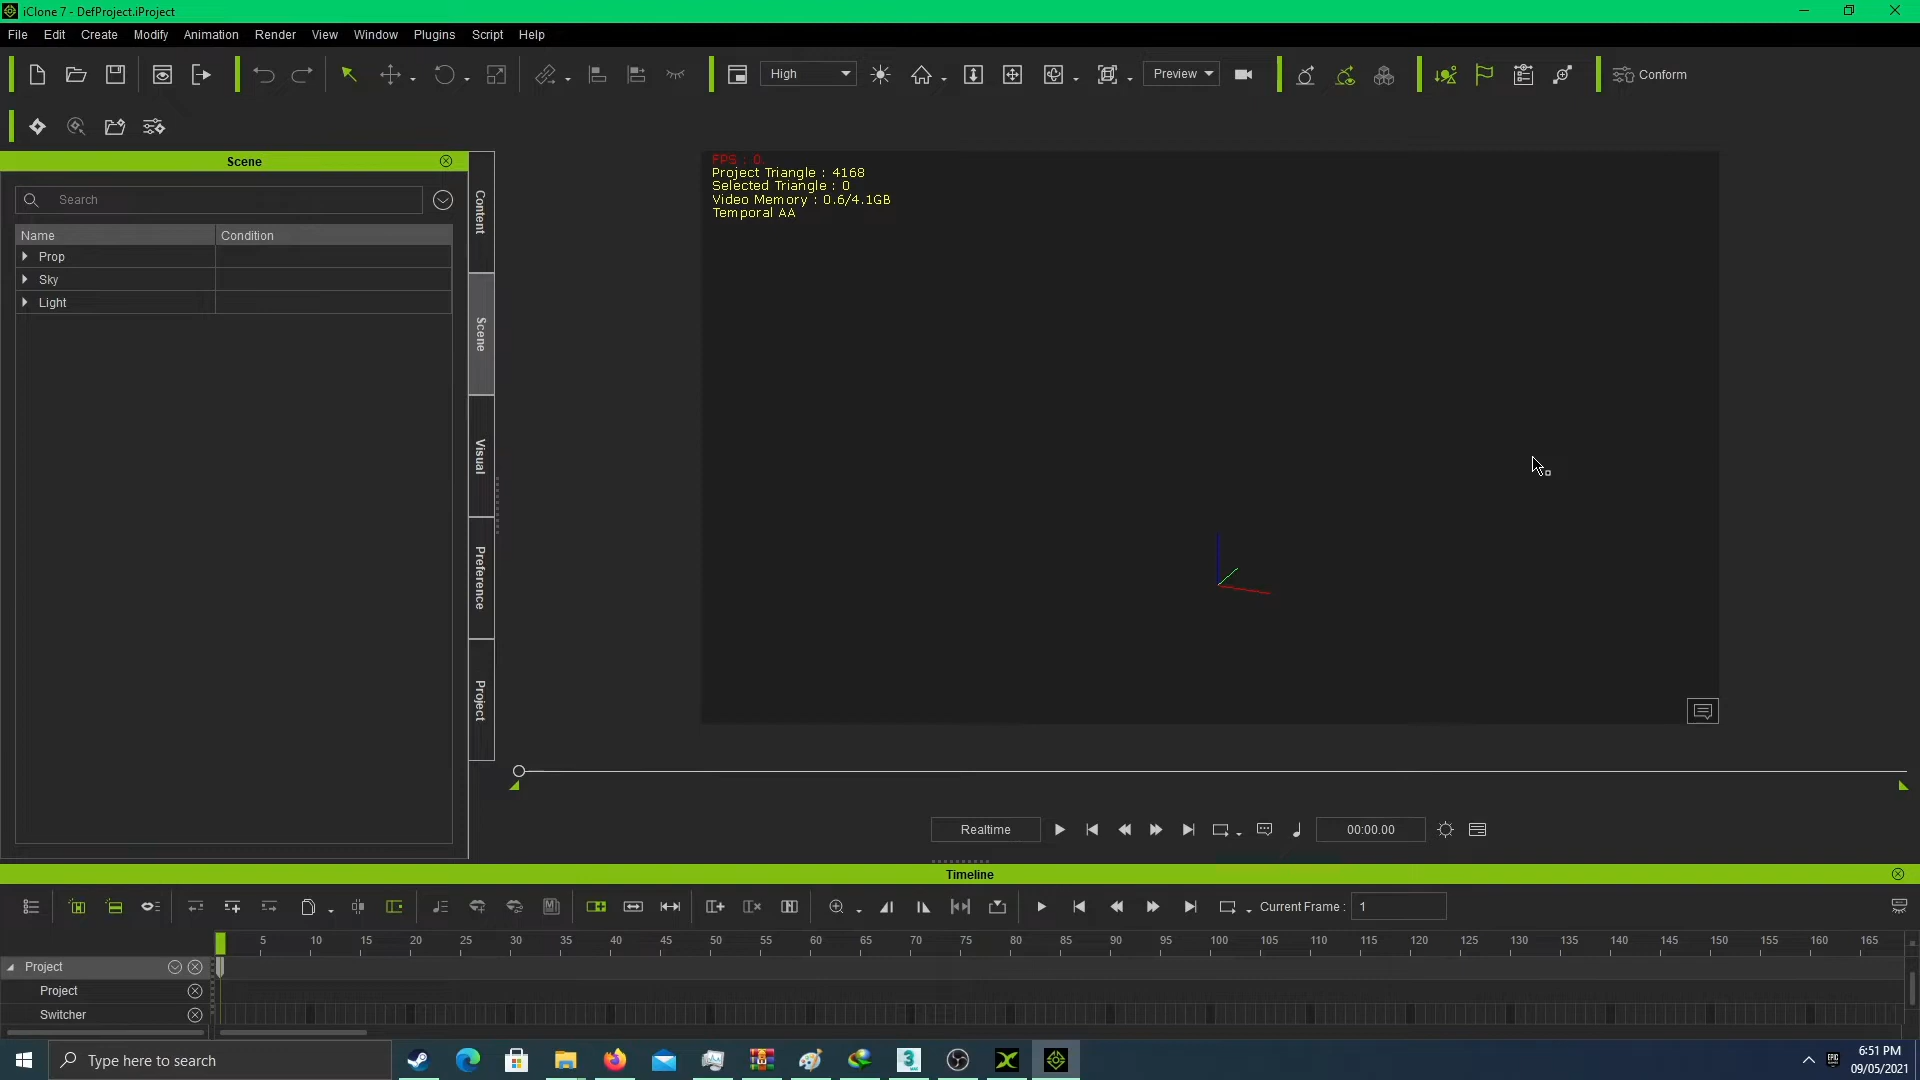 iClone 7 - DefProject.iProject
File Edit Create Modify Animation Render View Window Plugins Script Help
High
Preview
Conform
Scene
Search
Name Condition
Prop
Sky
Light
Content
Scene
Visual
Preference
Project
FPS : 0.
Project Triangle : 4168
Selected Triangle : 0
Video Memory : 0.6/4.1GB
Temporal AA
Realtime
00:00.00
Timeline
Current Frame : 1
5 10 15 20 25 30 35 40 45 50 55 60 65 70 75 80 85 90 95 100 105 110 115 120 125 130 135 140 145 150 155 160 165
Project
Project
Switcher
Type here to search
6:51 PM
09/05/2021